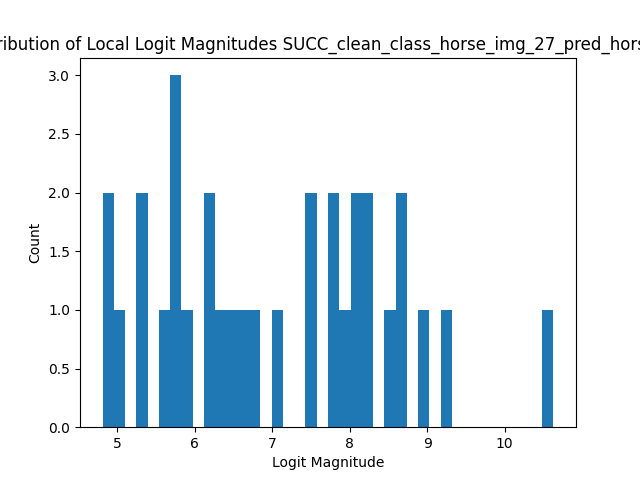 ribution of Local Logit Magnitudes SUCC_clean_class_horse_img_27_pred_hors
3.0
2.5
2.0
1.5
1.0
0.5
0.0
Count
5 6 7 8 9 10
Logit Magnitude